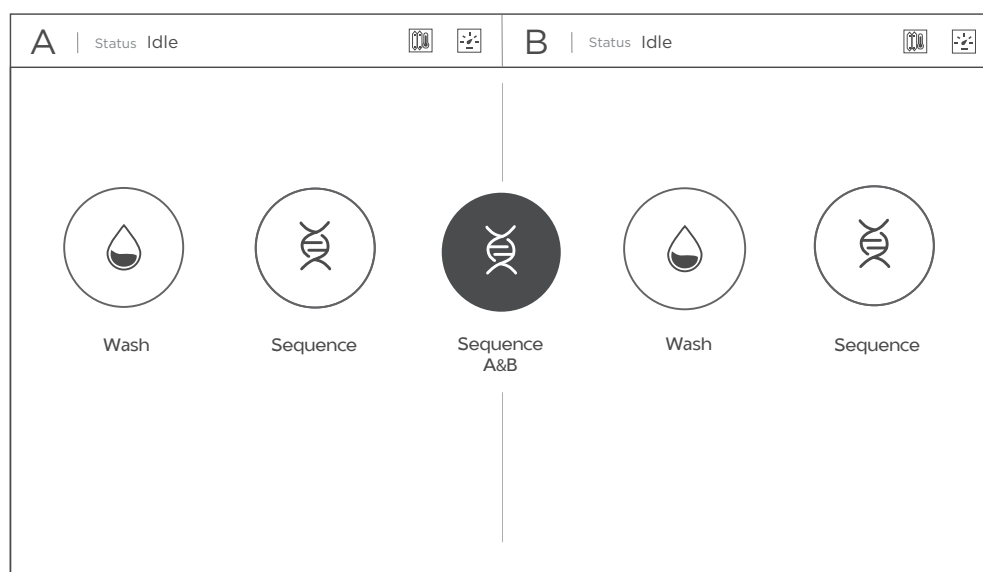 A | Status Idle
B | Status Idle
Wash
Sequence
Sequence
A&B
Wash
Sequence